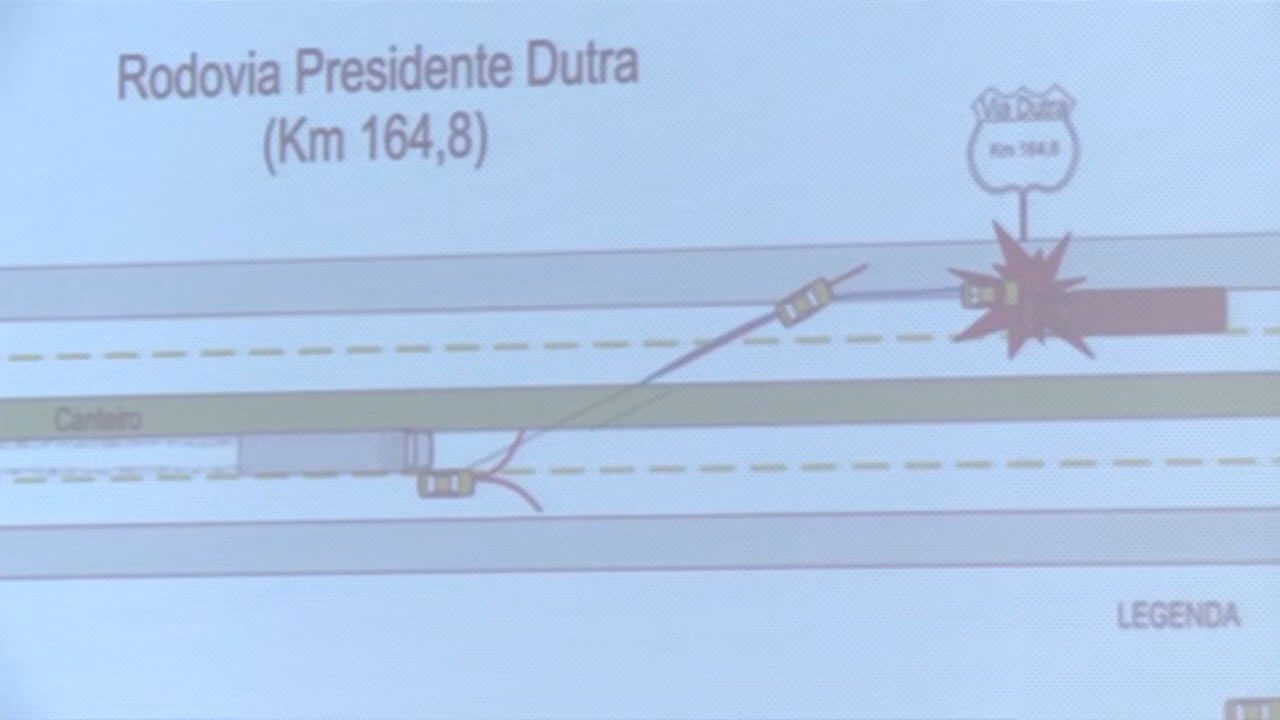 Rodovia Presidente Dutra
(Km 164,8)
Via Dutra
Km 164,8
Canteiro
LEGENDA